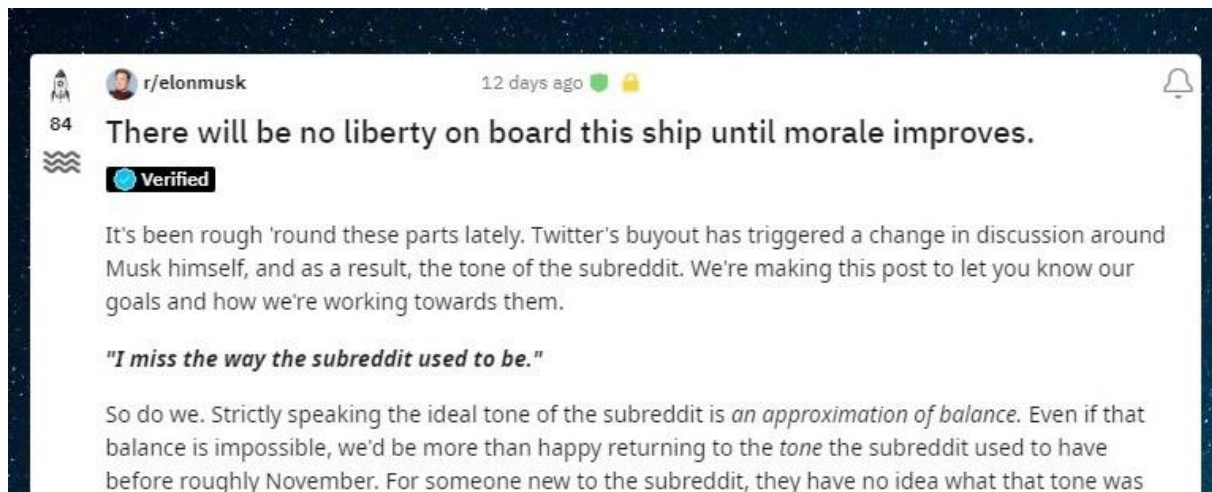 r/elonmusk 12 days ago
84
There will be no liberty on board this ship until morale improves.
Verified
It's been rough 'round these parts lately. Twitter's buyout has triggered a change in discussion around
Musk himself, and as a result, the tone of the subreddit. We're making this post to let you know our
goals and how we're working towards them.
"I miss the way the subreddit used to be."
So do we. Strictly speaking the ideal tone of the subreddit is an approximation of balance. Even if that
balance is impossible, we'd be more than happy returning to the tone the subreddit used to have
before roughly November. For someone new to the subreddit, they have no idea what that tone was